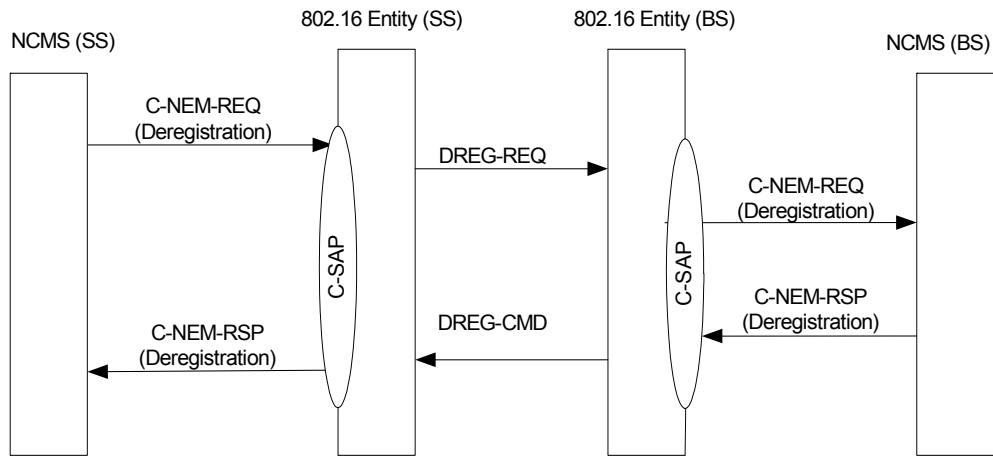 802.16 Entity (SS)
802.16 Entity (BS)
NCMS (SS)
NCMS (BS)
C-NEM-REQ
(Deregistration)
DREG-REQ
C-NEM-REQ
(Deregistration)
C-SAP
C-SAP
C-NEM-RSP
(Deregistration)
DREG-CMD
C-NEM-RSP
(Deregistration)